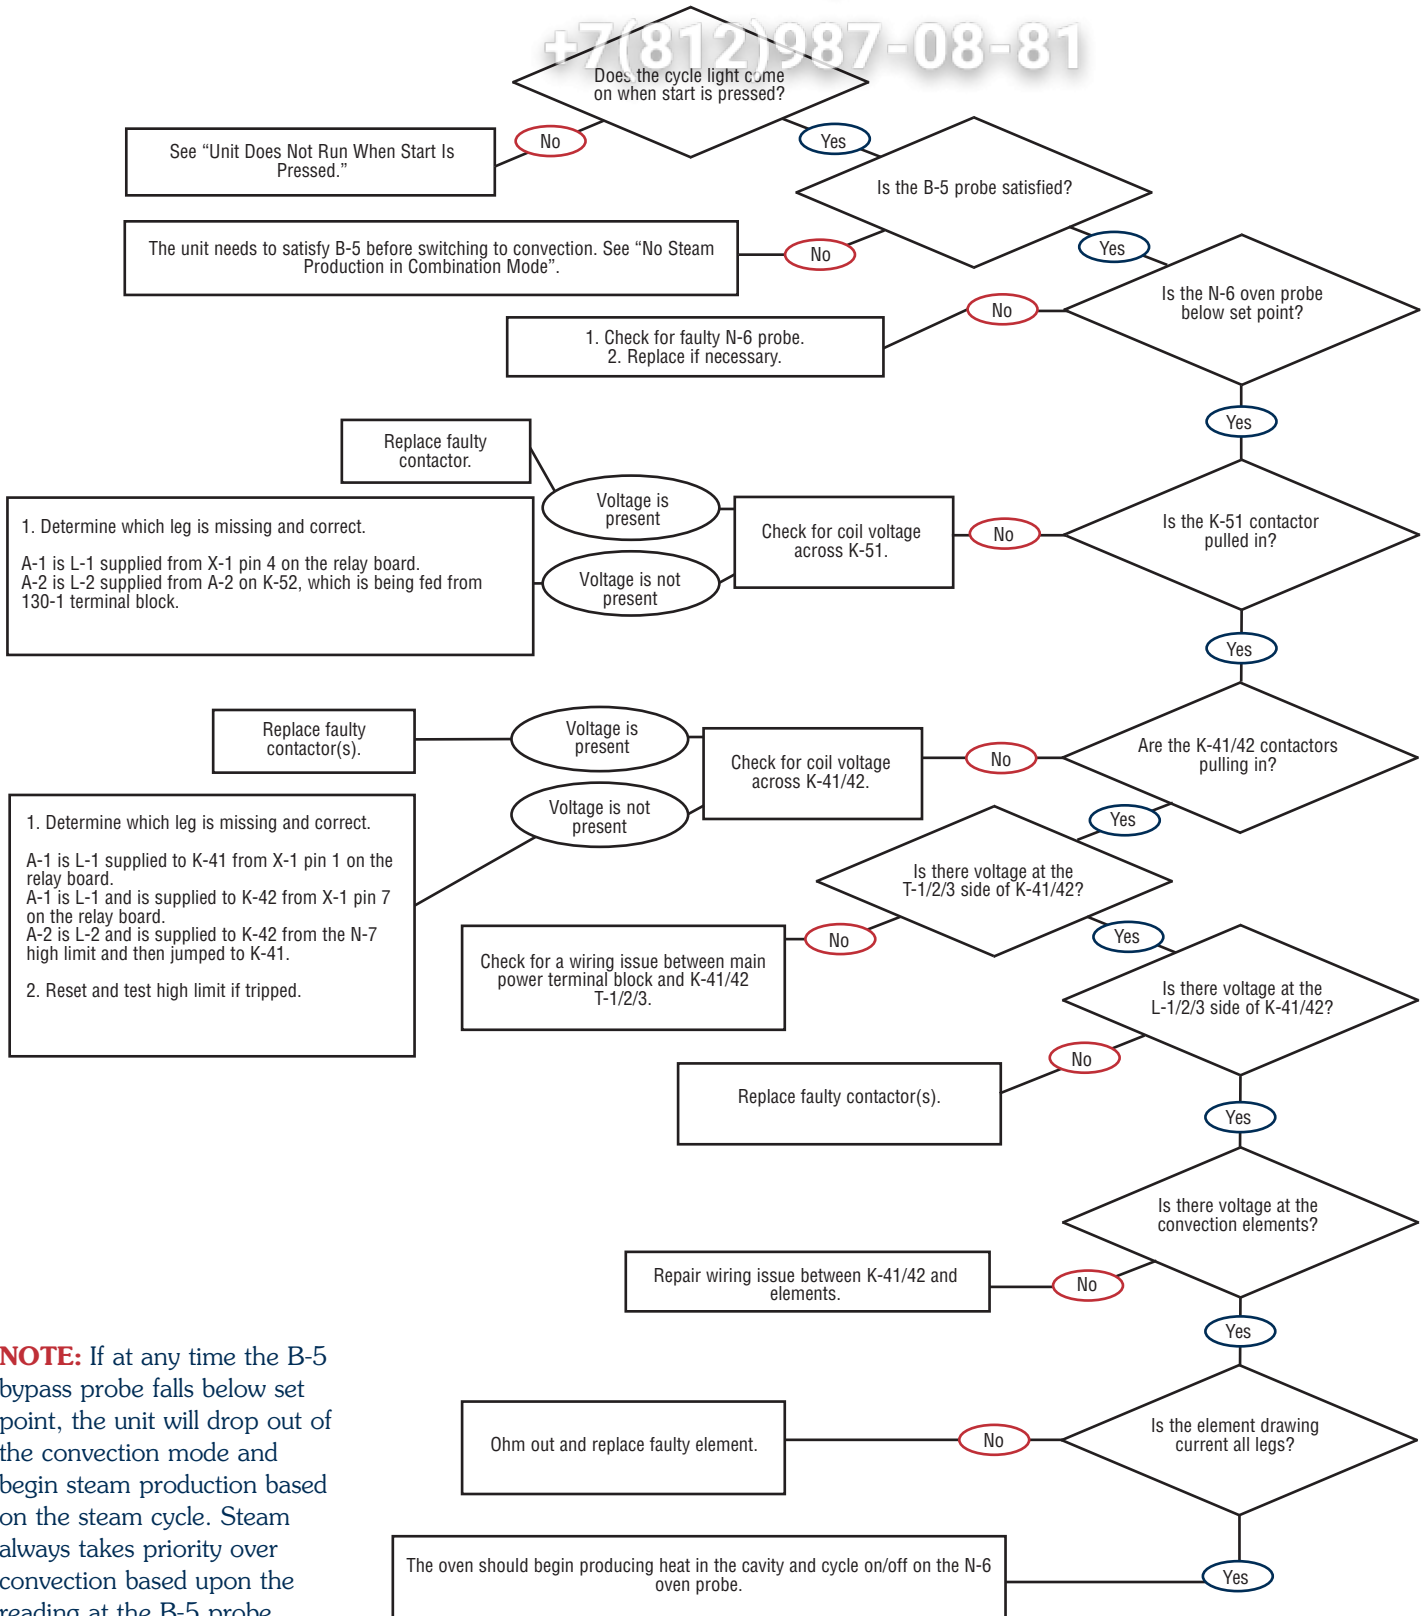 +7(812)987-08-81
Does the cycle light come
on when start is pressed?
No
Yes
See “Unit Does Not Run When Start Is
Pressed.”
Is the B-5 probe satisfied?
The unit needs to satisfy B-5 before switching to convection. See “No Steam
Production in Combination Mode”.
No
Yes
Is the N-6 oven probe
below set point?
No
1. Check for faulty N-6 probe.
2. Replace if necessary.
Yes
Replace faulty
contactor.
Voltage is
present
Check for coil voltage
across K-51.
No
Is the K-51 contactor
pulled in?
1. Determine which leg is missing and correct.
A-1 is L-1 supplied from X-1 pin 4 on the relay board.
A-2 is L-2 supplied from A-2 on K-52, which is being fed from
130-1 terminal block.
Voltage is not
present
Yes
Replace faulty
contactor(s).
Voltage is
present
Check for coil voltage
across K-41/42.
No
Are the K-41/42 contactors
pulling in?
Voltage is not
present
1. Determine which leg is missing and correct.
A-1 is L-1 supplied to K-41 from X-1 pin 1 on the
relay board.
A-1 is L-1 and is supplied to K-42 from X-1 pin 7
on the relay board.
A-2 is L-2 and is supplied to K-42 from the N-7
high limit and then jumped to K-41.
2. Reset and test high limit if tripped.
Yes
Is there voltage at the
T-1/2/3 side of K-41/42?
No
Yes
Check for a wiring issue between main
power terminal block and K-41/42
T-1/2/3.
Is there voltage at the
L-1/2/3 side of K-41/42?
No
Replace faulty contactor(s).
Yes
Is there voltage at the
convection elements?
Repair wiring issue between K-41/42 and
elements.
No
Yes
NOTE: If at any time the B-5
bypass probe falls below set
point, the unit will drop out of
the convection mode and
begin steam production based
on the steam cycle. Steam
always takes priority over
convection based upon the
reading at the B-5 probe
Is the element drawing
current all legs?
No
Ohm out and replace faulty element.
The oven should begin producing heat in the cavity and cycle on/off on the N-6
oven probe.
Yes